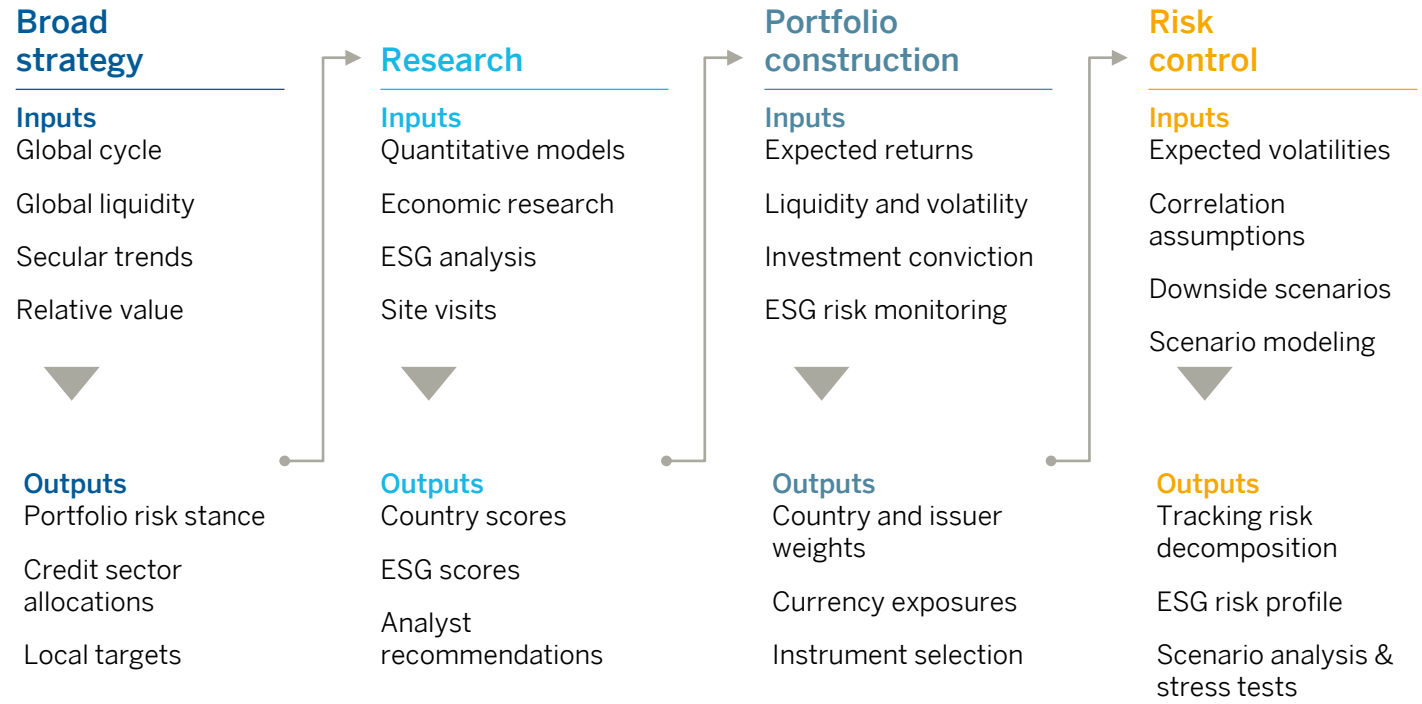 Broad
strategy
Inputs
Global cycle
Global liquidity
Secular trends
Relative value
Outputs
Portfolio risk stance
Credit sector
allocations
Local targets
Research
Inputs
Quantitative models
Economic research
ESG analysis
Site visits
Outputs
Country scores
ESG scores
Analyst
recommendations
Portfolio
construction
Inputs
Expected returns
Liquidity and volatility
Investment conviction
ESG risk monitoring
Outputs
Country and issuer
weights
Currency exposures
Instrument selection
Risk
control
Inputs
Expected volatilities
Correlation
assumptions
Downside scenarios
Scenario modeling
Outputs
Tracking risk
decomposition
ESG risk profile
Scenario analysis &
stress tests